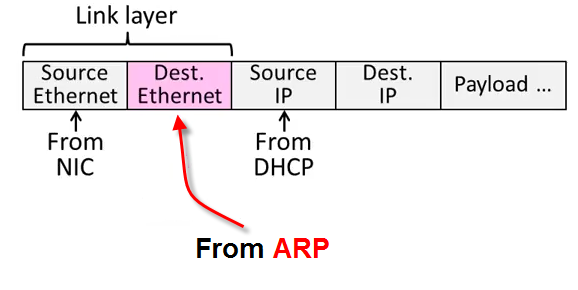 Link layer
Source
Ethernet
Dest.
Ethernet
Source
IP
Dest.
IP
Payload ...
From
NIC
From
DHCP
From ARP